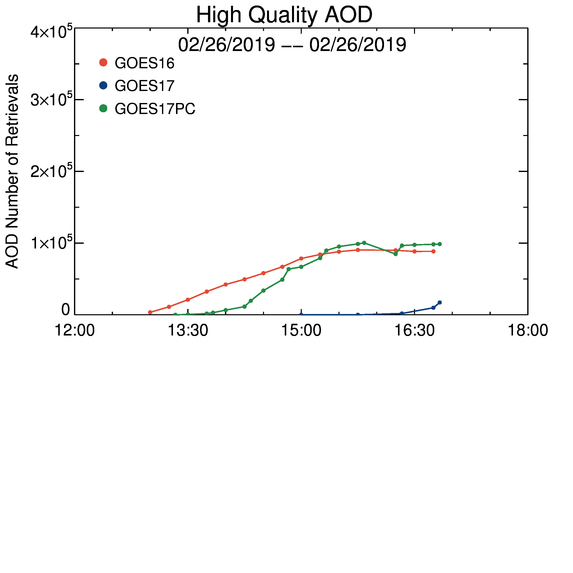 High Quality AOD
02/26/2019 −− 02/26/2019
GOES16
GOES17
GOES17PC
AOD Number of Retrievals
4×10⁵
3×10⁵
2×10⁵
1×10⁵
0
12:00 13:30 15:00 16:30 18:00